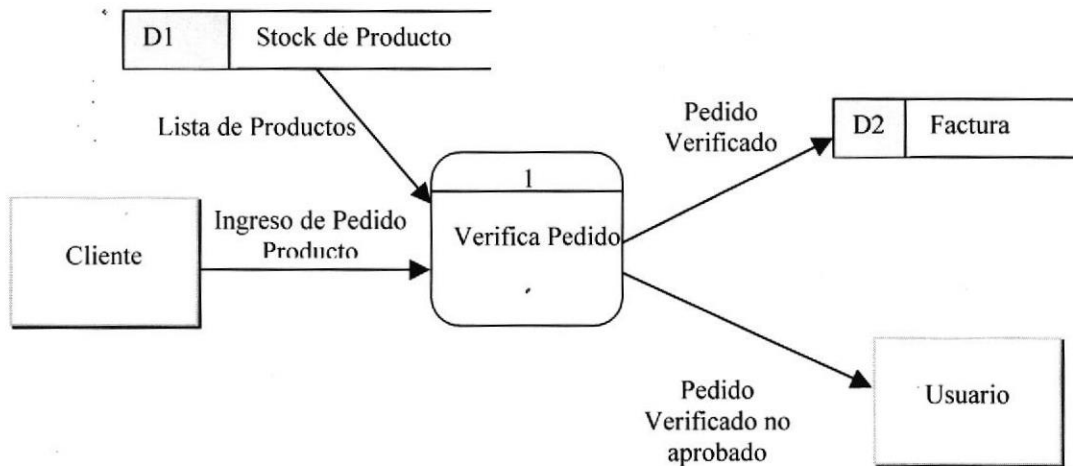 D1 Stock de Producto
Lista de Productos
Pedido
Verificado
D2 Factura
1
Verifica Pedido
Cliente
Ingreso de Pedido
Producto
Pedido
Verificado no
aprobado
Usuario